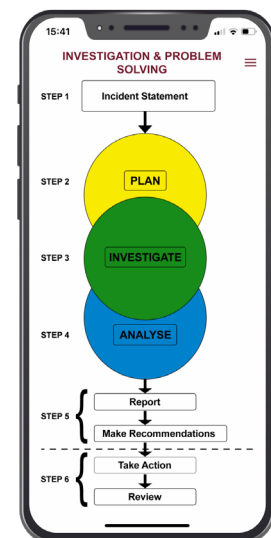 15:41
INVESTIGATION & PROBLEM
SOLVING
STEP 1
Incident Statement
STEP 2
PLAN
STEP 3
INVESTIGATE
STEP 4
ANALYSE
STEP 5
Report
Make Recommendations
STEP 6
Take Action
Review